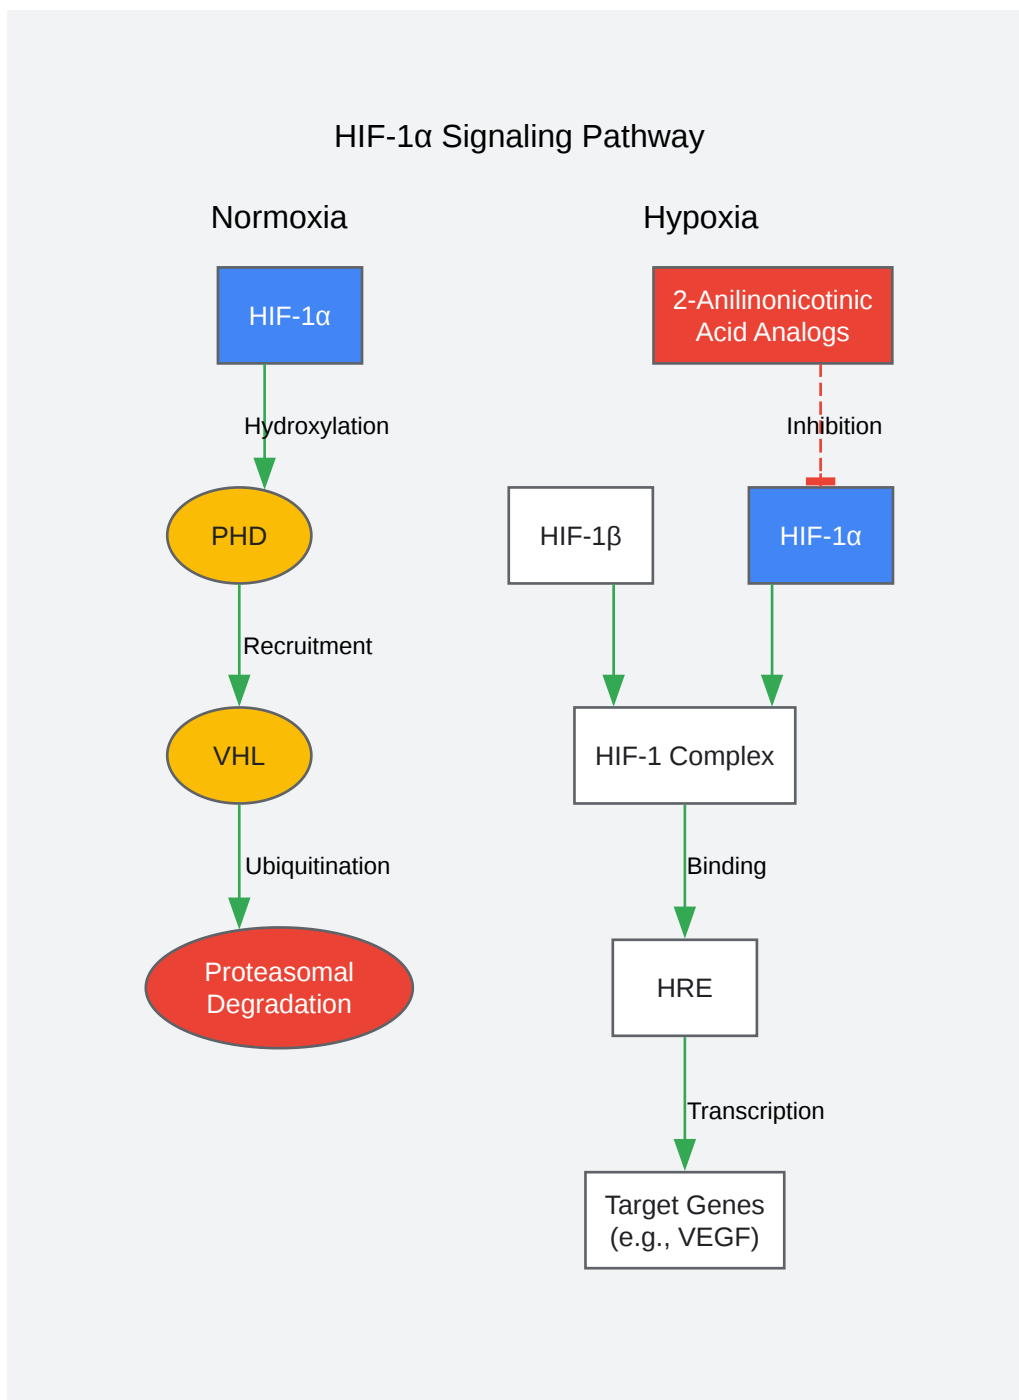 HIF-1α Signaling Pathway
Normoxia
HIF-1α
Hydroxylation
PHD
Recruitment
VHL
Ubiquitination
Proteasomal
Degradation
Hypoxia
2-Anilinonicotinic
Acid Analogs
Inhibition
HIF-1β
HIF-1α
HIF-1 Complex
Binding
HRE
Transcription
Target Genes
(e.g., VEGF)